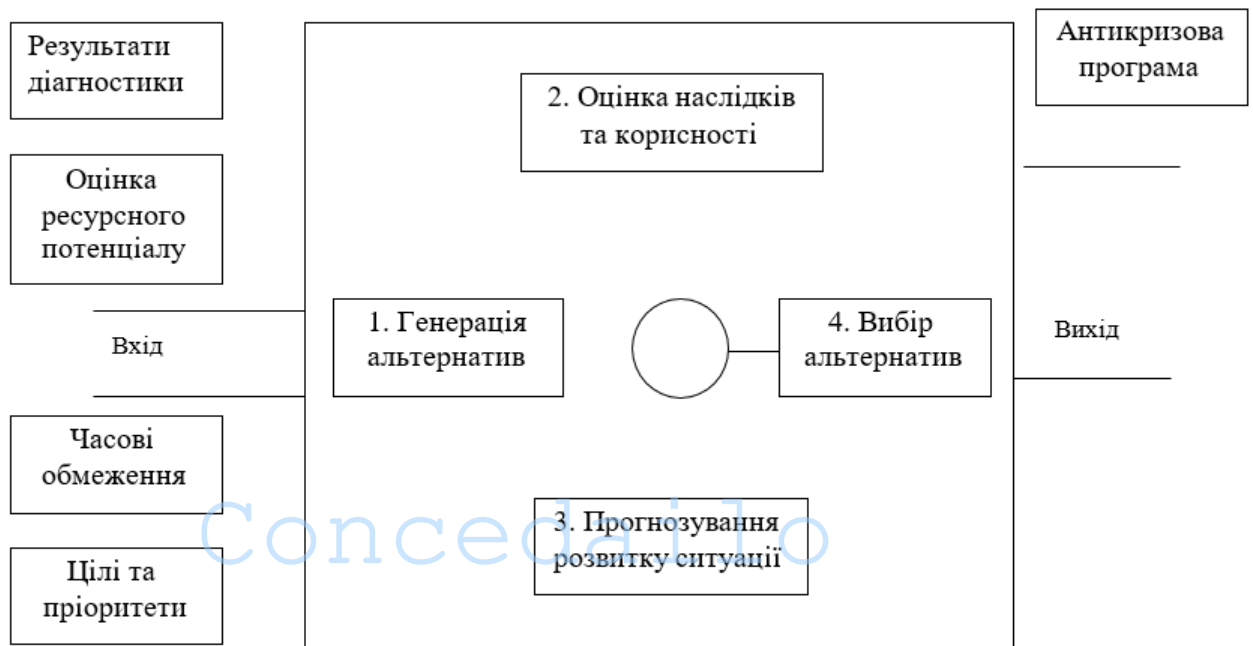 Результати
діагностики
Оцінка
ресурсного
потенціалу
Вхід
Часові
обмеження
Цілі та
пріоритети
2. Оцінка наслідків
та корисності
1. Генерація
альтернатив
4. Вибір
альтернатив
3. Прогнозування
розвитку ситуації
Антикризова
програма
Вихід
Concedailo